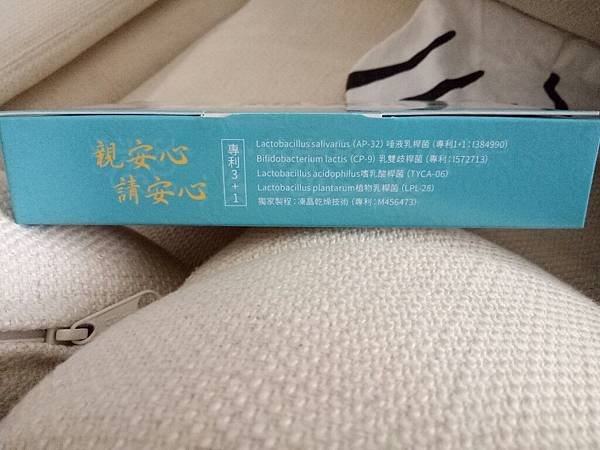 親安心
請安心
專利3+1
Lactobacillus salivarius (AP-32) 唾液乳桿菌 (專利1+1:I384990)
Bifidobacterium lactis (CP-9) 乳雙歧桿菌 (專利:I572713)
Lactobacillus acidophilus嗜乳酸桿菌 (TYCA-06)
Lactobacillus plantarum植物乳桿菌 (LPL-28)
獨家製程:凍晶乾燥技術 (專利:M456473)